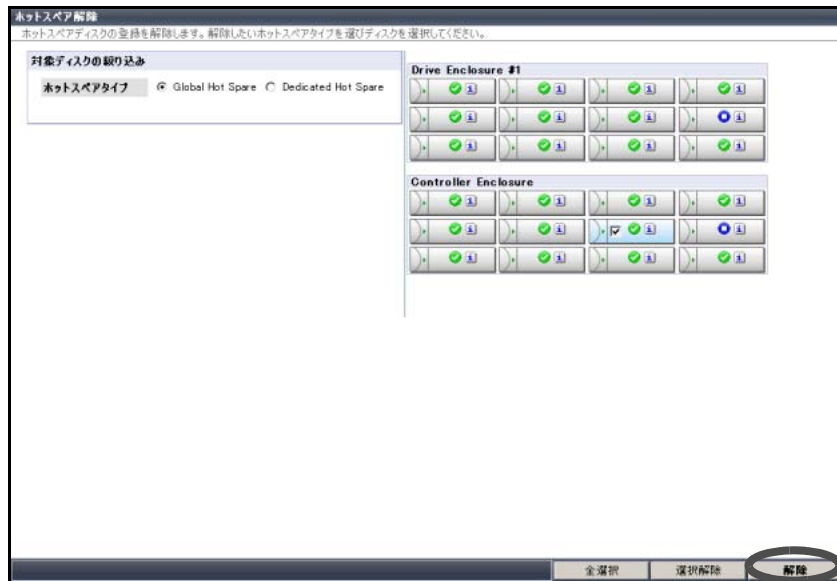 ホットスペア解除
ホットスペアディスクの登録を解除します。解除したいホットスペアタイプを選びディスクを選択してください。
対象ディスクの絞り込み
ホットスペアタイプ Global Hot Spare Dedicated Hot Spare
Drive Enclosure #1
Controller Enclosure
全選択 選択解除 解除